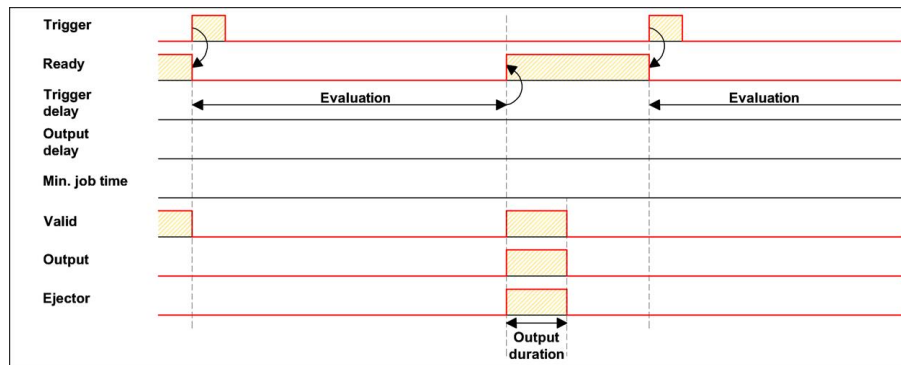 Trigger
Ready
Trigger
delay
Evaluation
Evaluation
Output
delay
Min. job time
Valid
Output
Ejector
Output
duration